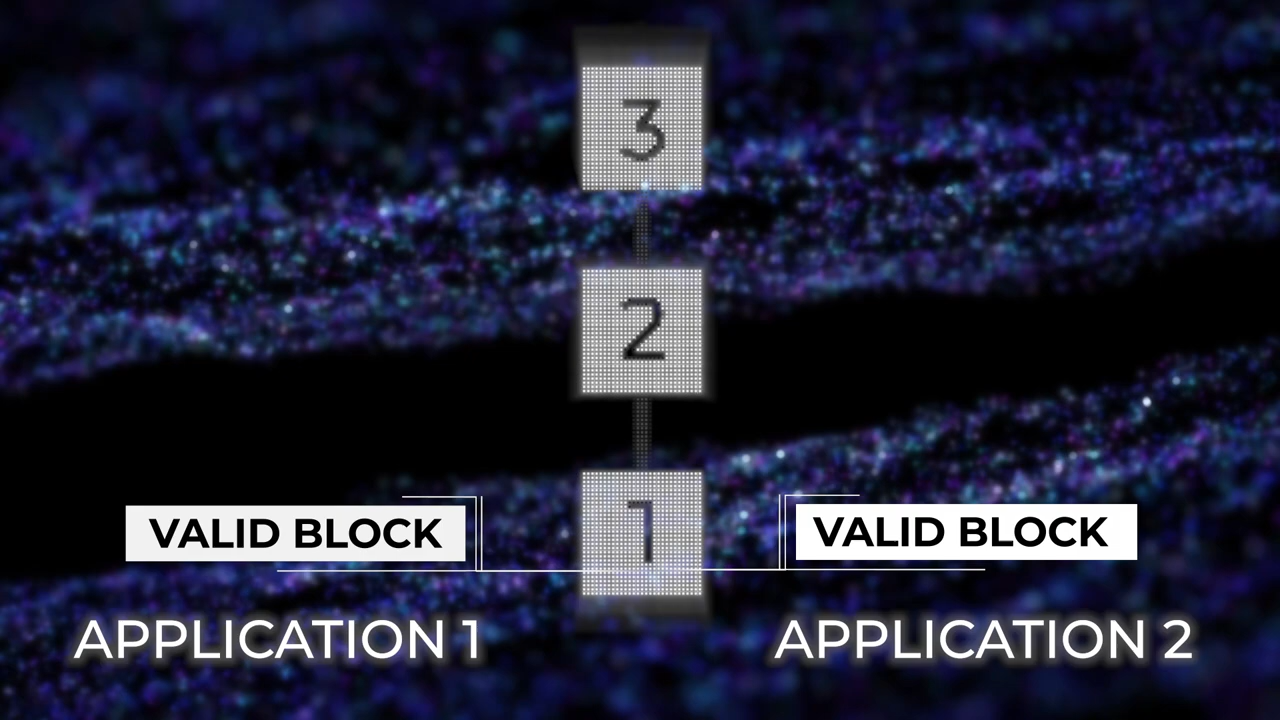 3
2
1
VALID BLOCK
VALID BLOCK
APPLICATION 1
APPLICATION 2